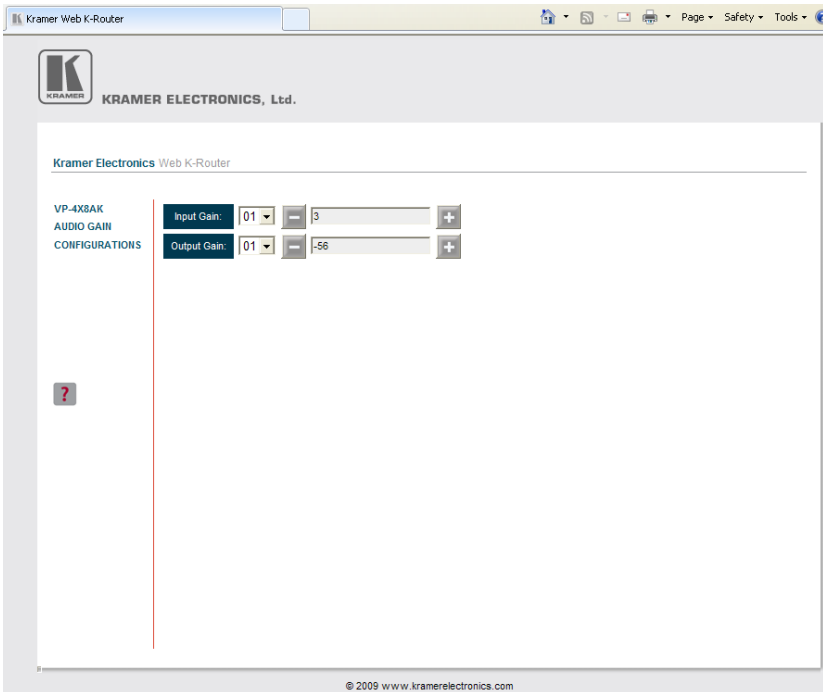 Kramer Web K-Router
Page Safety Tools
KRAMER
KRAMER ELECTRONICS, Ltd.
Kramer Electronics Web K-Router
VP-4X8AK
AUDIO GAIN
CONFIGURATIONS
Input Gain: 01 3
Output Gain: 01 -56
?
© 2009 www.kramerelectronics.com